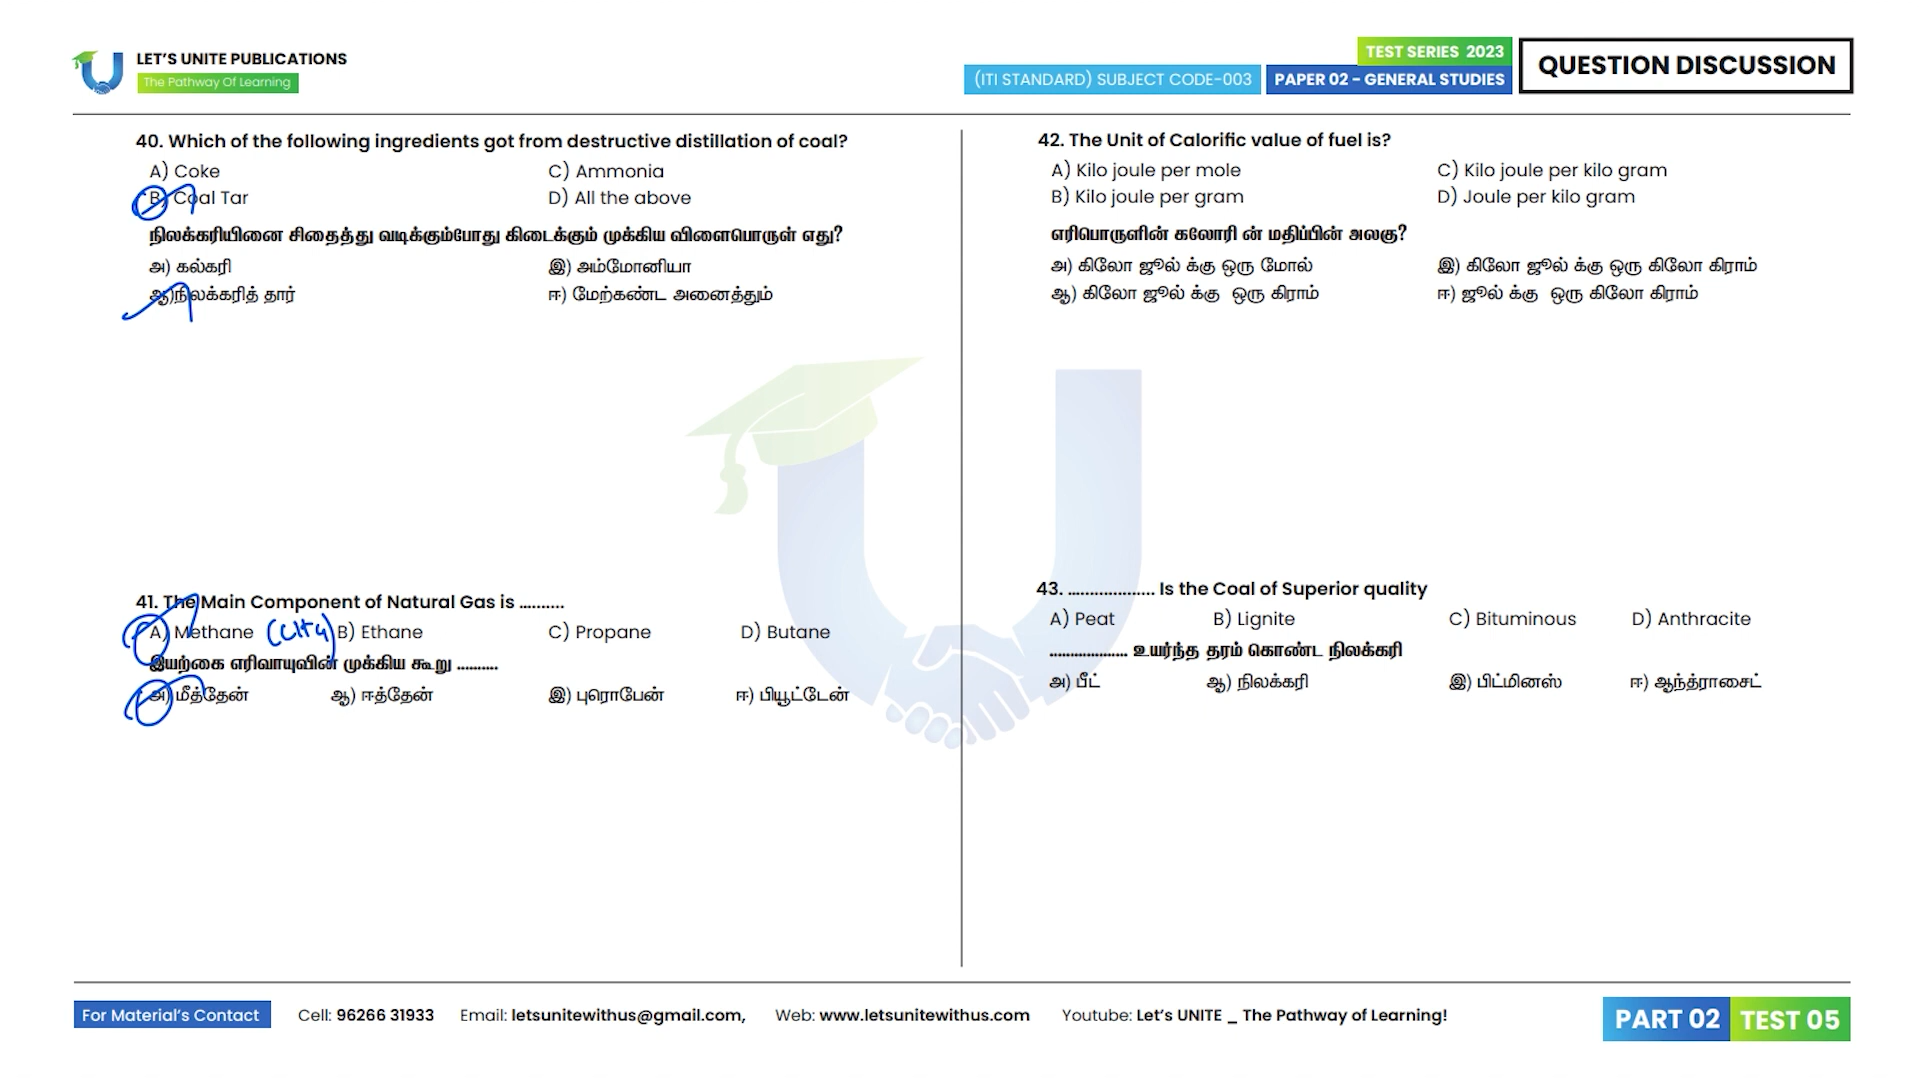 LET'S UNITE PUBLICATIONS
The Pathway Of Learning
TEST SERIES 2023
(ITI STANDARD) SUBJECT CODE-003
PAPER 02 - GENERAL STUDIES
QUESTION DISCUSSION
40. Which of the following ingredients got from destructive distillation of coal?
A) Coke C) Ammonia
B) Coal Tar D) All the above
நிலக்கரியினை சிதைத்து வடிக்கும்போது கிடைக்கும் முக்கிய விளைபொருள் எது?
அ) கல்கரி இ) அம்மோனியா
ஆ)நிலக்கரித் தார் ஈ) மேற்கண்ட அனைத்தும்
41. The Main Component of Natural Gas is ..........
A) Methane (CH4) B) Ethane C) Propane D) Butane
இயற்கை எரிவாயுவின் முக்கிய கூறு ..........
அ) மீத்தேன் ஆ) ஈத்தேன் இ) புரொபேன் ஈ) பியூட்டேன்
42. The Unit of Calorific value of fuel is?
A) Kilo joule per mole C) Kilo joule per kilo gram
B) Kilo joule per gram D) Joule per kilo gram
எரிபொருளின் கலோரி ன் மதிப்பின் அலகு?
அ) கிலோ ஜூல் க்கு ஒரு மோல் இ) கிலோ ஜூல் க்கு ஒரு கிலோ கிராம்
ஆ) கிலோ ஜூல் க்கு ஒரு கிராம் ஈ) ஜூல் க்கு ஒரு கிலோ கிராம்
43. .................... Is the Coal of Superior quality
A) Peat B) Lignite C) Bituminous D) Anthracite
................... உயர்ந்த தரம் கொண்ட நிலக்கரி
அ) பீட் ஆ) நிலக்கரி இ) பிட்மினஸ் ஈ) ஆந்த்ராசைட்
For Material's Contact
Cell: 96266 31933 Email: letsunitewithus@gmail.com, Web: www.letsunitewithus.com Youtube: Let's UNITE _ The Pathway of Learning!
PART 02 TEST 05